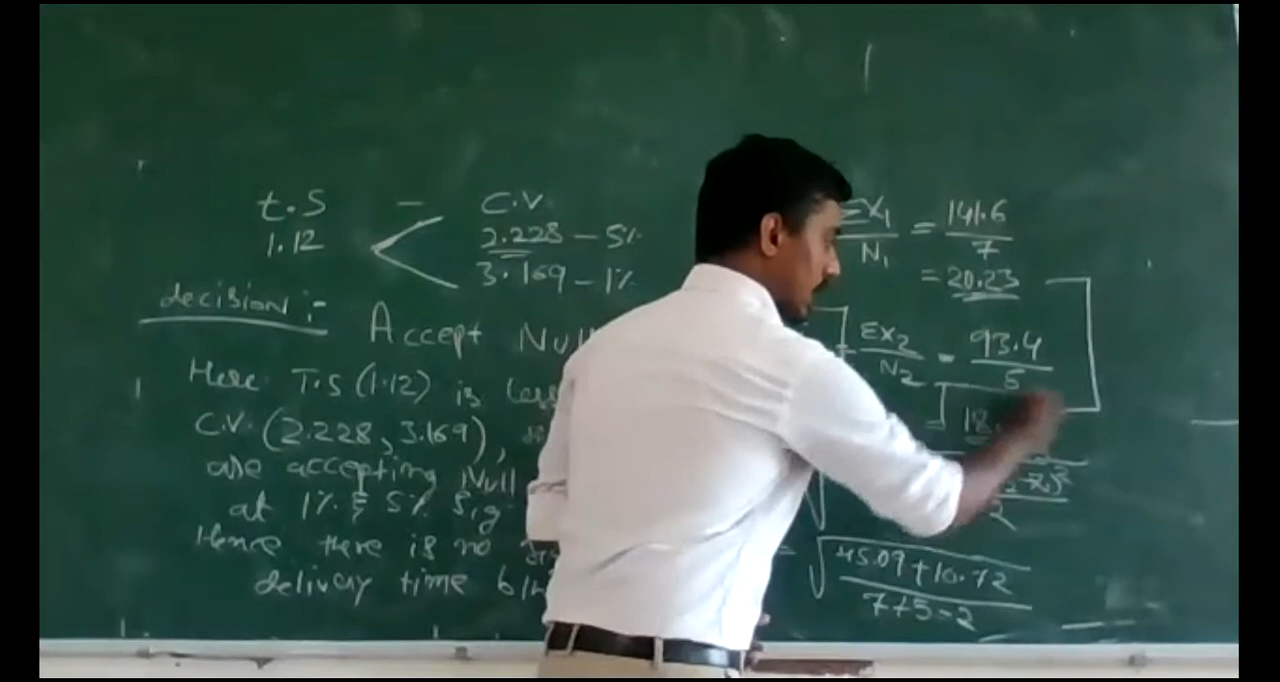 t.S – C.V.
1.12 2.228 – 5%
3.169 – 1%
decision :-
Accept
Here T.S (1.12) is
C.V. (2.228, 3.169),
are accepting Null
at 1% & 5% Sig
Hence there is no
delivery time b/n
ΣX₁/N₁ = 141.6/7
= 20.23
ΣX₂/N₂ = 93.4/5
= 18.
2
= √(45.09+10.72/7+5-2)